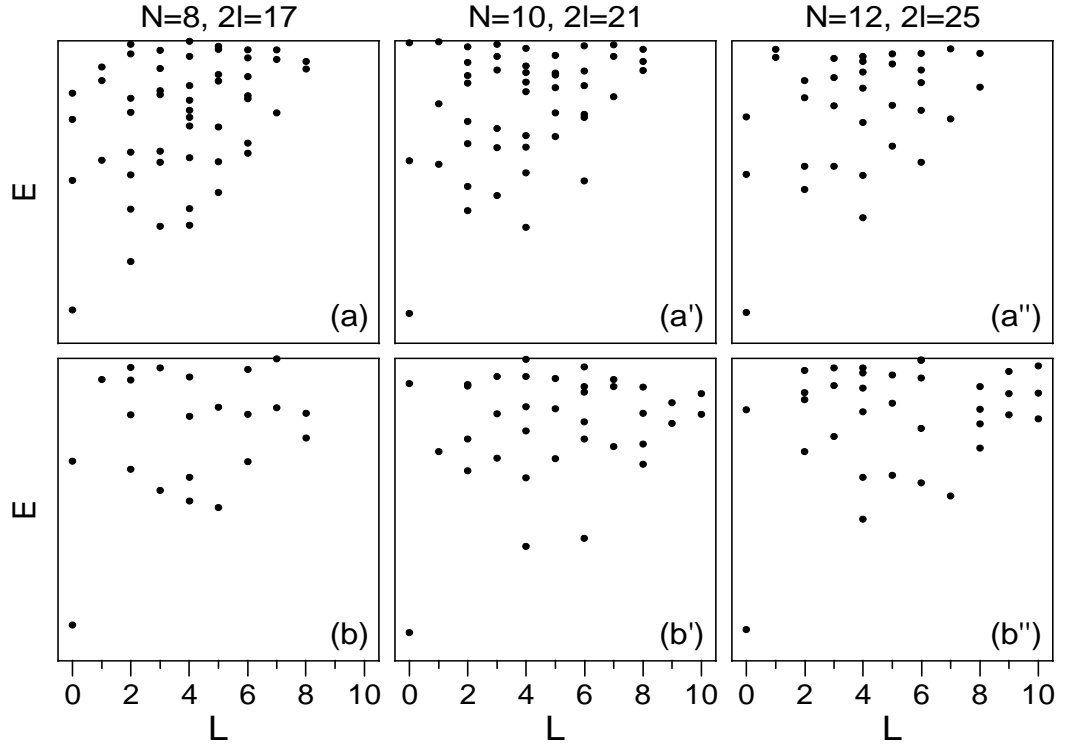 N=8, 2l=17 N=10, 2l=21 N=12, 2l=25
E
(a) (a') (a'')
E
(b) (b') (b'')
0 2 4 6 8 10 0 2 4 6 8 10 0 2 4 6 8 10
L L L